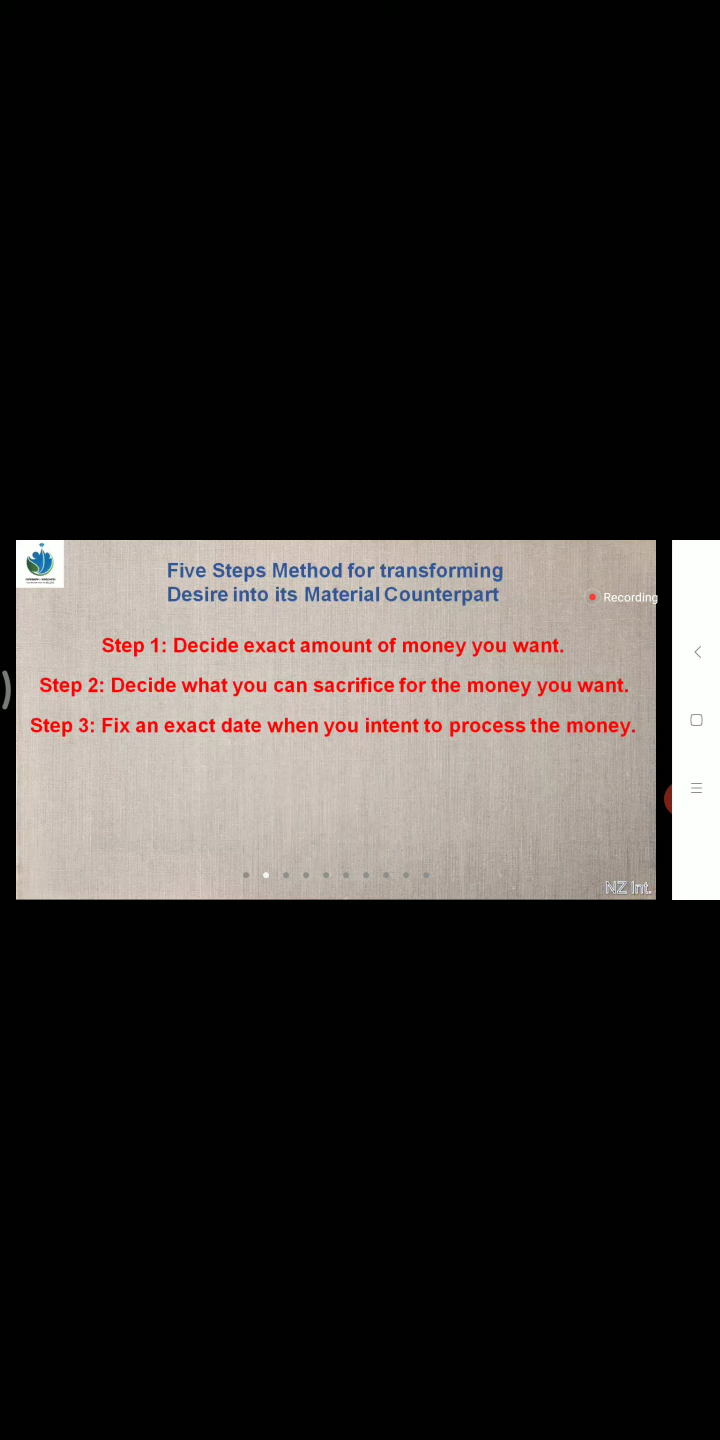 Five Steps Method for transforming
Desire into its Material Counterpart
Recording
Step 1: Decide exact amount of money you want.
Step 2: Decide what you can sacrifice for the money you want.
Step 3: Fix an exact date when you intent to process the money.
NZ Int.